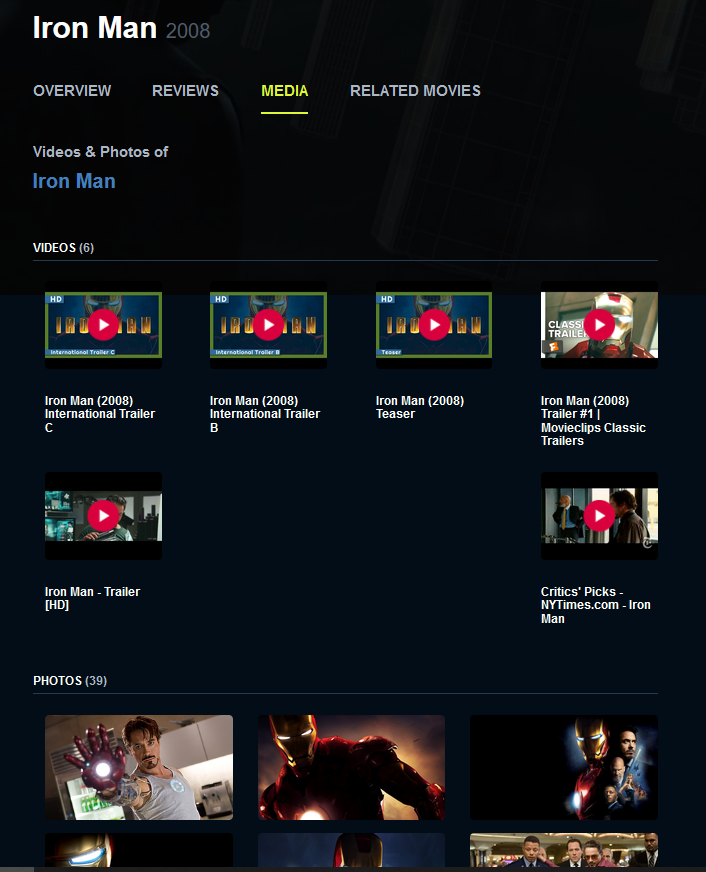 Iron Man 2008
OVERVIEW REVIEWS MEDIA RELATED MOVIES
Videos & Photos of
Iron Man
VIDEOS (6)
HD
IRON MAN
International Trailer C
HD
IRON MAN
International Trailer B
HD
IRON MAN
Teaser
CLASSIC
TRAILER
Iron Man (2008)
International Trailer
C
Iron Man (2008)
International Trailer
B
Iron Man (2008)
Teaser
Iron Man (2008)
Trailer #1 |
Movieclips Classic
Trailers
Iron Man - Trailer
[HD]
Critics' Picks -
NYTimes.com - Iron
Man
PHOTOS (39)